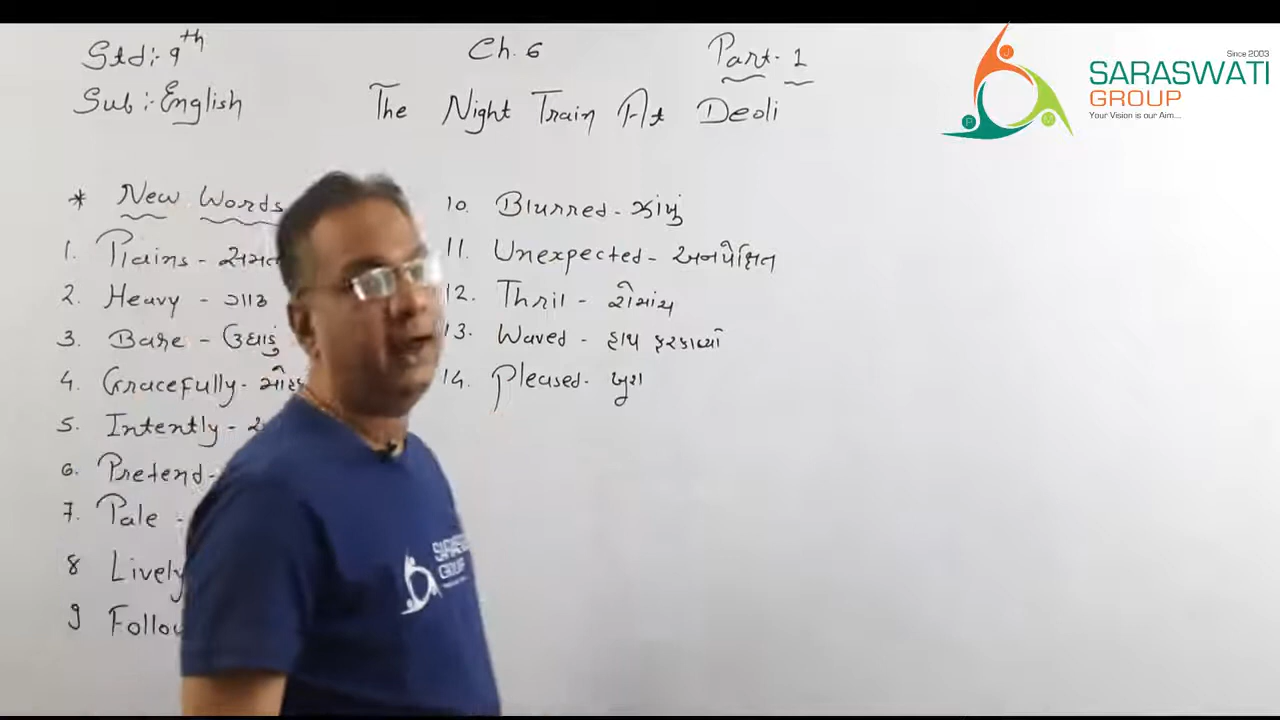 Std:- 9th
Ch. 6
Part- 1
Sub:- English
The Night Train At Deoli
Since 2003
SARASWATI
GROUP
Your Vision is our Aim...
* New Words
1. Plains -
2. Heavy - ગાઢ
3. Bare - ઉઘાડું
4. Gracefully -
5. Intently -
6. Pretend -
7. Pale -
8 Lively
9
10. Blurred - ઝાંખું
11. Unexpected - અનપેક્ષિત
12. Thril - રોમાંચ
13. Waved - હાથ ફરકાવ્યો
14. Pleased - ખુશ
SARASWATI
GROUP